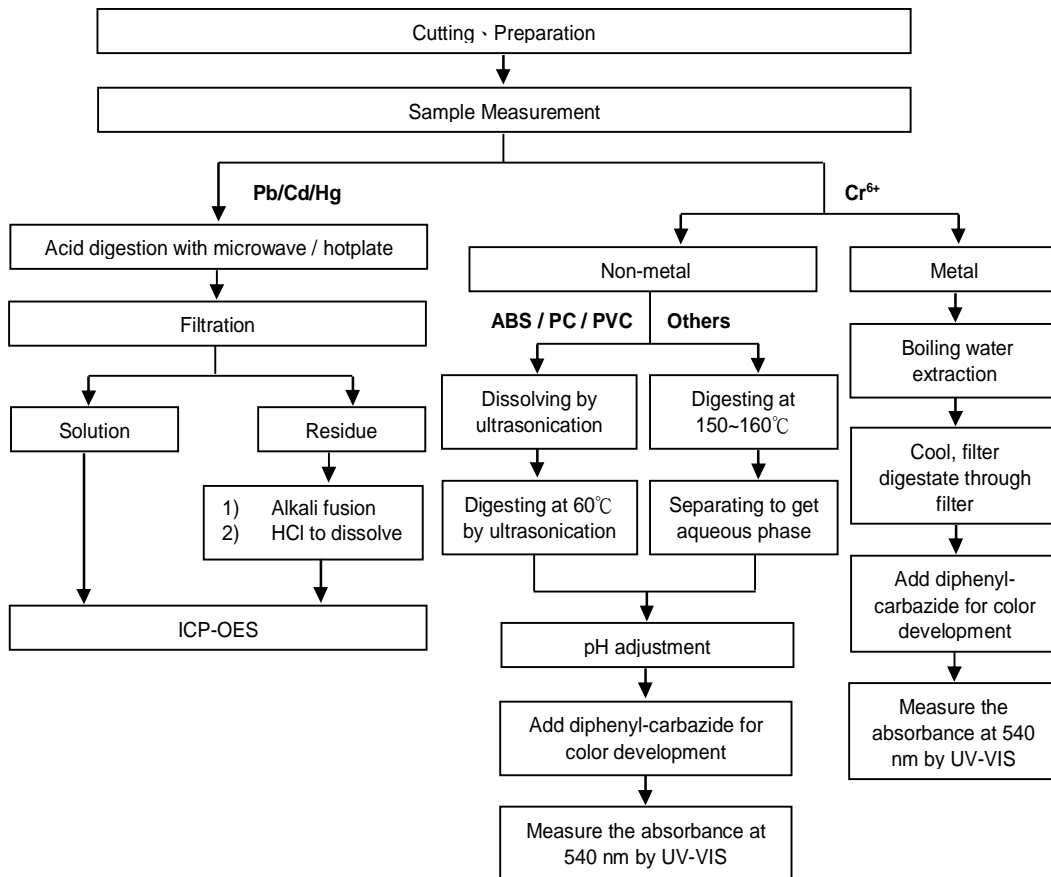 Cutting、Preparation
Sample Measurement
Pb/Cd/Hg
Acid digestion with microwave / hotplate
Filtration
Solution
Residue
1) Alkali fusion
2) HCl to dissolve
ICP-OES
Cr⁶⁺
Non-metal
ABS / PC / PVC
Others
Dissolving by
ultrasonication
Digesting at 60℃
by ultrasonication
Digesting at
150~160℃
Separating to get
aqueous phase
pH adjustment
Add diphenyl-carbazide for
color development
Measure the absorbance at
540 nm by UV-VIS
Metal
Boiling water
extraction
Cool, filter
digestate through
filter
Add diphenyl-
carbazide for color
development
Measure the
absorbance at 540
nm by UV-VIS